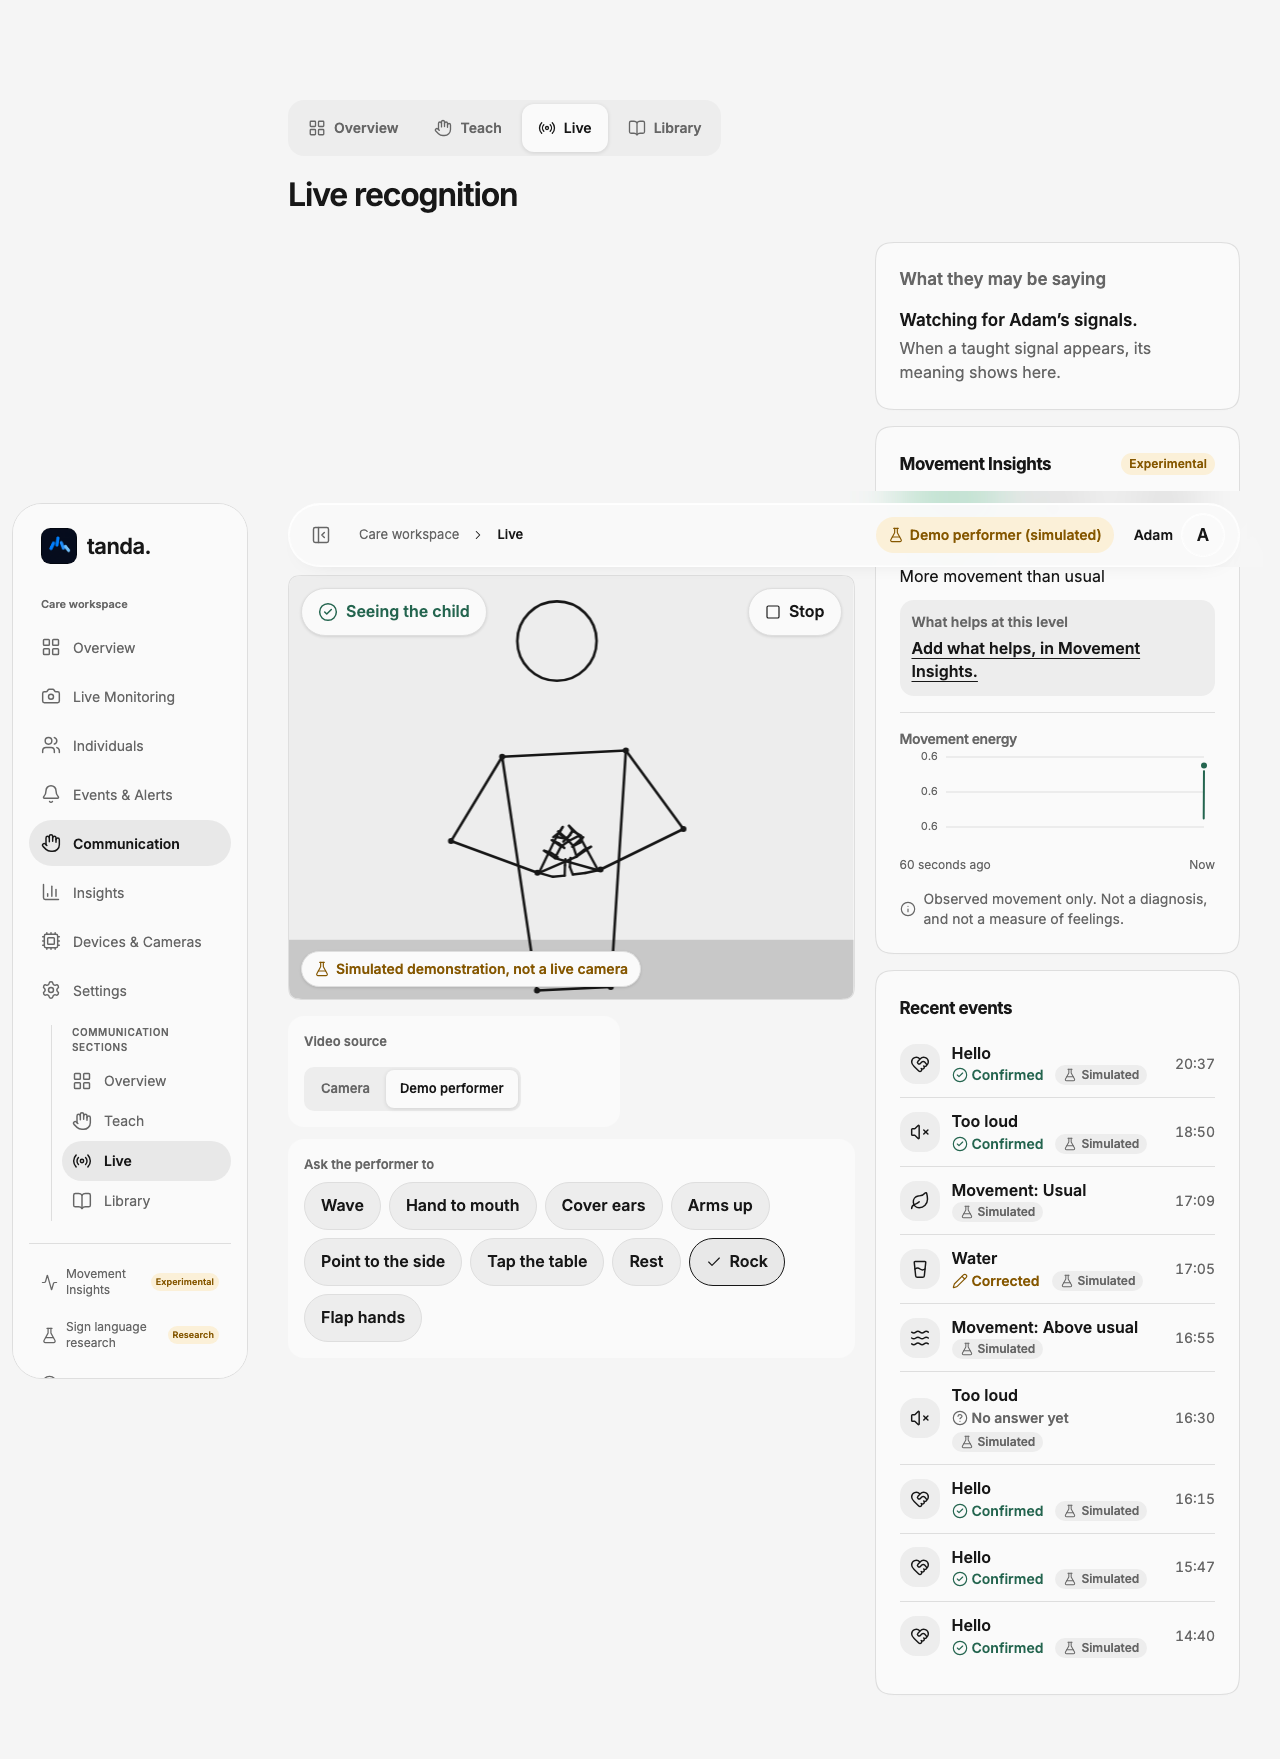 Overview
Teach
Live
Library
Live recognition
What they may be saying
Watching for Adam’s signals.
When a taught signal appears, its
meaning shows here.
Movement Insights
Experimental
tanda.
Care workspace
Overview
Live Monitoring
Individuals
Events & Alerts
Communication
Insights
Devices & Cameras
Settings
COMMUNICATION
SECTIONS
Overview
Teach
Live
Library
Movement
Insights
Experimental
Sign language
research
Research
Care workspace
Live
Demo performer (simulated)
Adam
A
Seeing the child
Stop
Simulated demonstration, not a live camera
Video source
Camera
Demo performer
Ask the performer to
Wave
Hand to mouth
Cover ears
Arms up
Point to the side
Tap the table
Rest
Rock
Flap hands
More movement than usual
What helps at this level
Add what helps, in Movement
Insights.
Movement energy
0.6
0.6
0.6
60 seconds ago
Now
Observed movement only. Not a diagnosis,
and not a measure of feelings.
Recent events
Hello
Confirmed
Simulated
20:37
Too loud
Confirmed
Simulated
18:50
Movement: Usual
Simulated
17:09
Water
Corrected
Simulated
17:05
Movement: Above usual
Simulated
16:55
Too loud
No answer yet
Simulated
16:30
Hello
Confirmed
Simulated
16:15
Hello
Confirmed
Simulated
15:47
Hello
Confirmed
Simulated
14:40